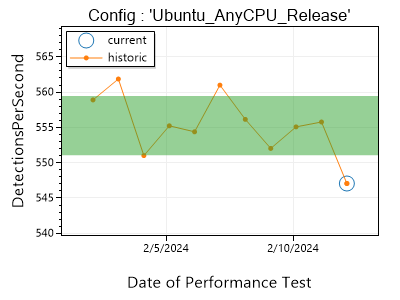 Config : 'Ubuntu_AnyCPU_Release'
current
historic
DetectionsPerSecond
565
560
555
550
545
540
2/5/2024
2/10/2024
Date of Performance Test